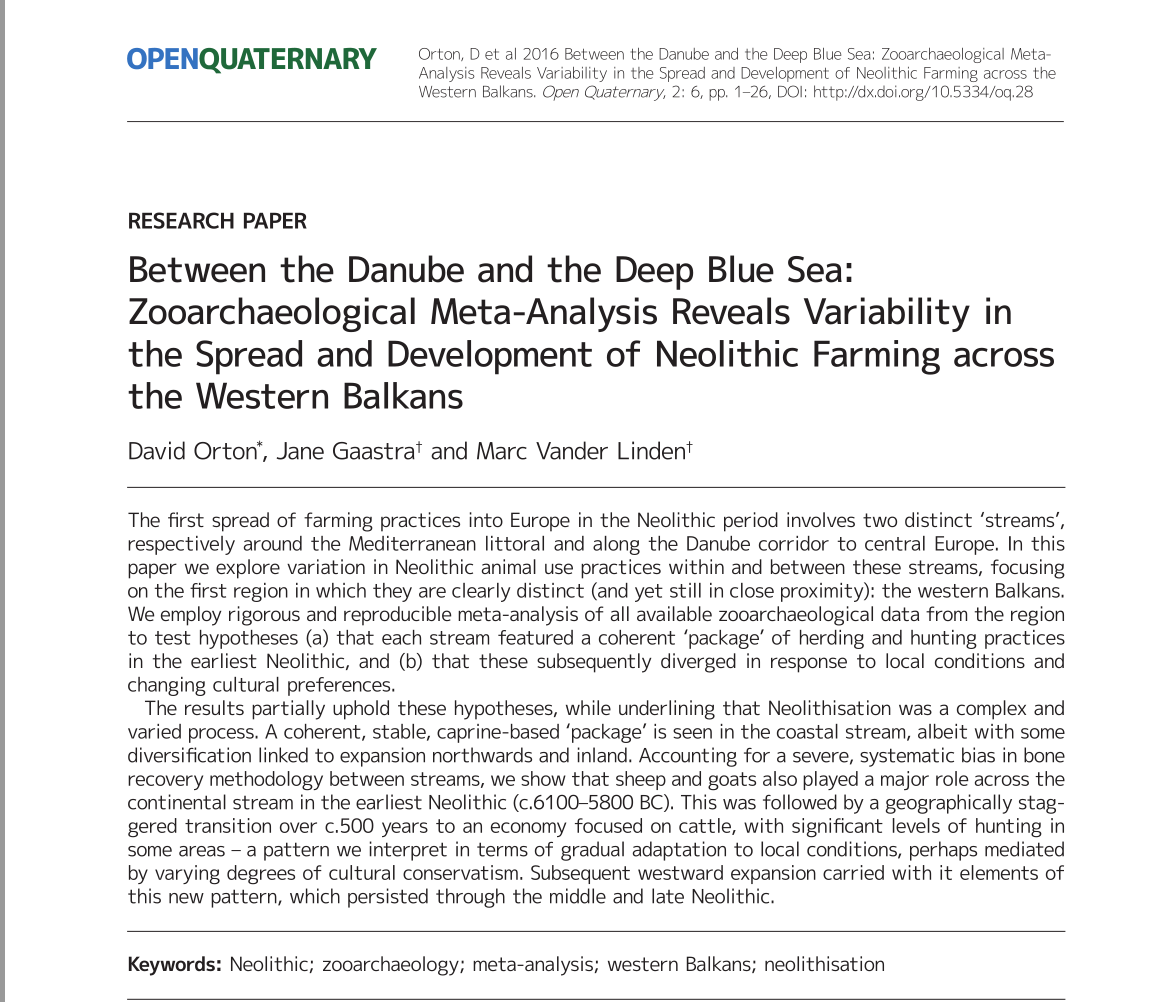 OPENQUATERNARY
Orton, D et al 2016 Between the Danube and the Deep Blue Sea: Zooarchaeological Meta-
Analysis Reveals Variability in the Spread and Development of Neolithic Farming across the
Western Balkans. Open Quaternary, 2: 6, pp. 1–26, DOI: http://dx.doi.org/10.5334/oq.28
RESEARCH PAPER
Between the Danube and the Deep Blue Sea:
Zooarchaeological Meta-Analysis Reveals Variability in
the Spread and Development of Neolithic Farming across
the Western Balkans
David Orton*, Jane Gaastra† and Marc Vander Linden†
The first spread of farming practices into Europe in the Neolithic period involves two distinct ‘streams’,
respectively around the Mediterranean littoral and along the Danube corridor to central Europe. In this
paper we explore variation in Neolithic animal use practices within and between these streams, focusing
on the first region in which they are clearly distinct (and yet still in close proximity): the western Balkans.
We employ rigorous and reproducible meta-analysis of all available zooarchaeological data from the region
to test hypotheses (a) that each stream featured a coherent ‘package’ of herding and hunting practices
in the earliest Neolithic, and (b) that these subsequently diverged in response to local conditions and
changing cultural preferences.
The results partially uphold these hypotheses, while underlining that Neolithisation was a complex and
varied process. A coherent, stable, caprine-based ‘package’ is seen in the coastal stream, albeit with some
diversification linked to expansion northwards and inland. Accounting for a severe, systematic bias in bone
recovery methodology between streams, we show that sheep and goats also played a major role across the
continental stream in the earliest Neolithic (c.6100–5800 BC). This was followed by a geographically stag-
gered transition over c.500 years to an economy focused on cattle, with significant levels of hunting in
some areas – a pattern we interpret in terms of gradual adaptation to local conditions, perhaps mediated
by varying degrees of cultural conservatism. Subsequent westward expansion carried with it elements of
this new pattern, which persisted through the middle and late Neolithic.
Keywords: Neolithic; zooarchaeology; meta-analysis; western Balkans; neolithisation